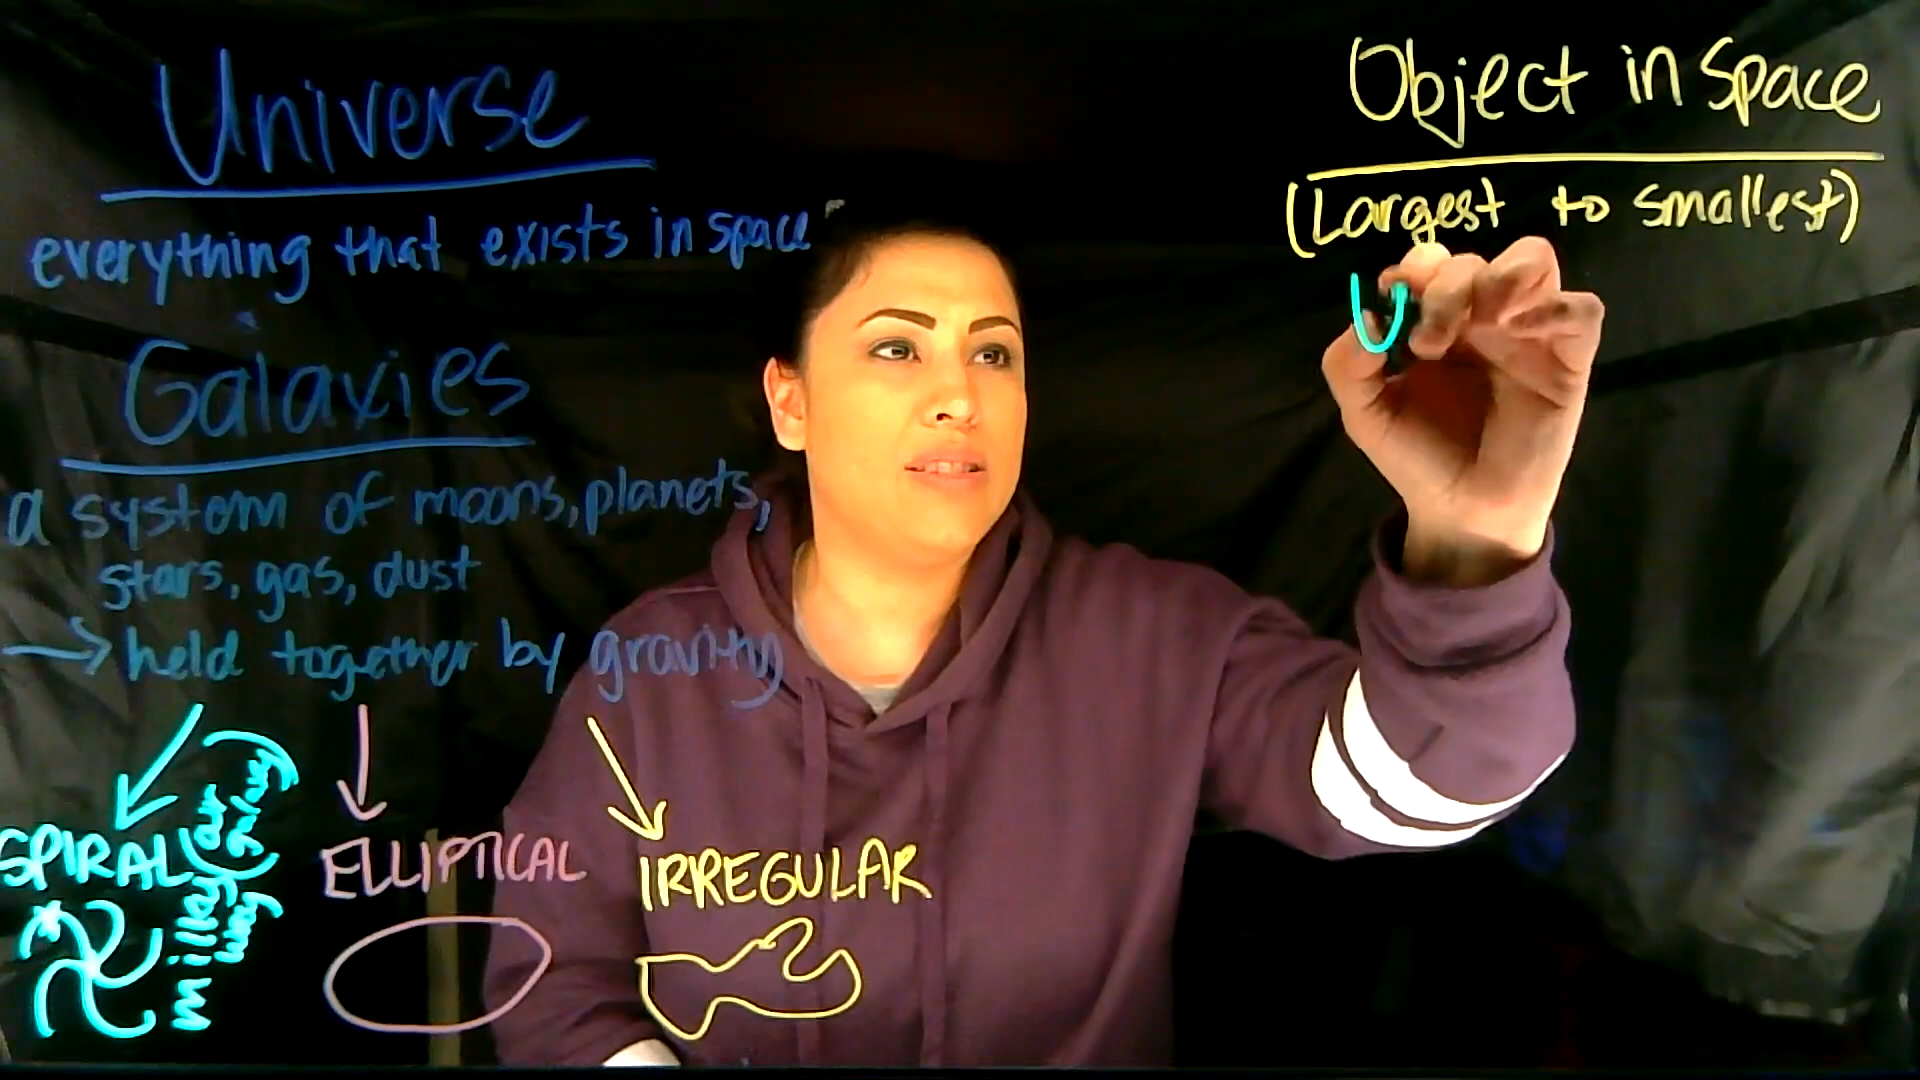 Universe
everything that exists in space
Galaxies
a system of moons, planets,
stars, gas, dust
→ held together by gravity
SPIRAL
(our
galaxy)
milky
way
ELLIPTICAL
IRREGULAR
Object in Space
(Largest to smallest)
U